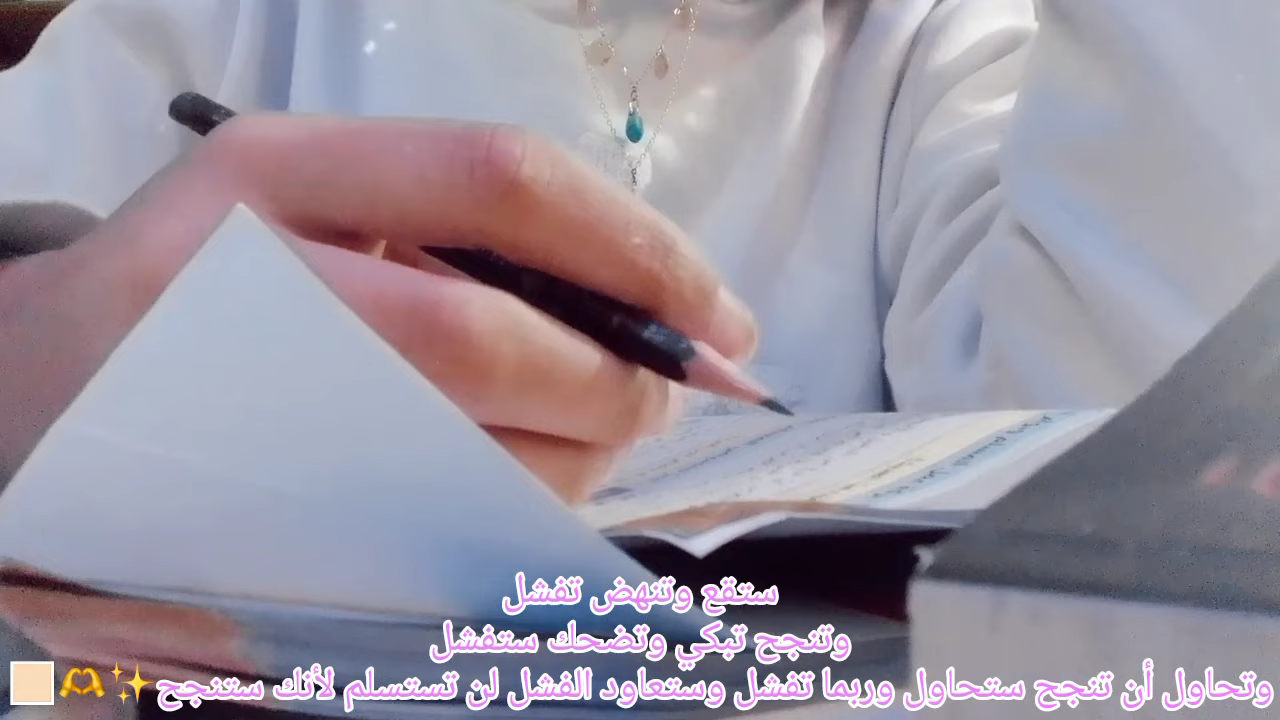 ستقع وتنهض تفشل
وتنجح تبكي وتضحك ستفشل
وتحاول أن تنجح ستحاول وربما تفشل وستعاود الفشل لن تستسلم لأنك ستنجح✨🫶🏼